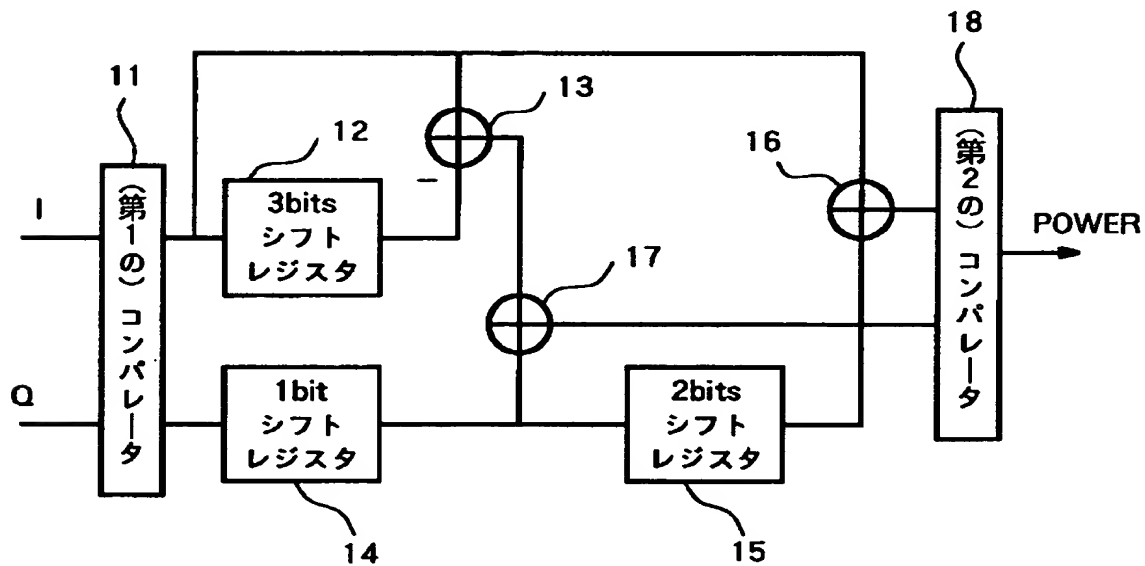 11
(第1の)コンパレータ
I
Q
12
3bits
シフト
レジスタ
13
−
1bit
シフト
レジスタ
14
17
2bits
シフト
レジスタ
15
16
18
(第2の)コンパレータ
POWER